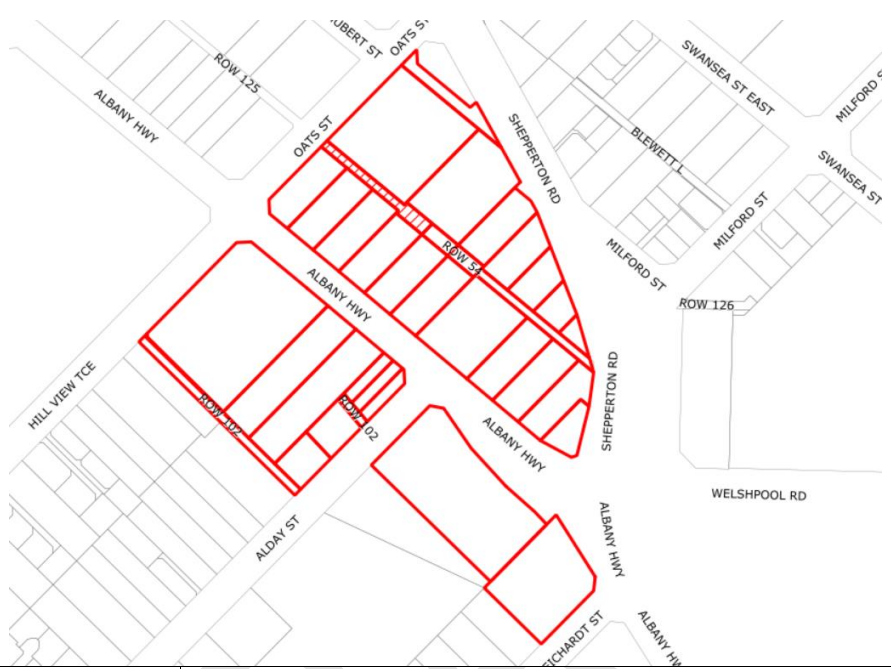 UBERT ST
OATS ST
ROW 125
SWANSEA ST EAST
MILFORD S
ALBANY HWY
OATS ST
SHEPPERTON RD
BLEWETT L
SWANSEA ST
MILFORD ST
ROW 54
MILFORD ST
ALBANY HWY
ROW 126
HILL VIEW TCE
SHEPPERTON RD
ROW 102
ROW 102
ALBANY HWY
WELSHPOOL RD
ALDAY ST
ALBANY HWY
EICHARDT ST
ALBANY HW